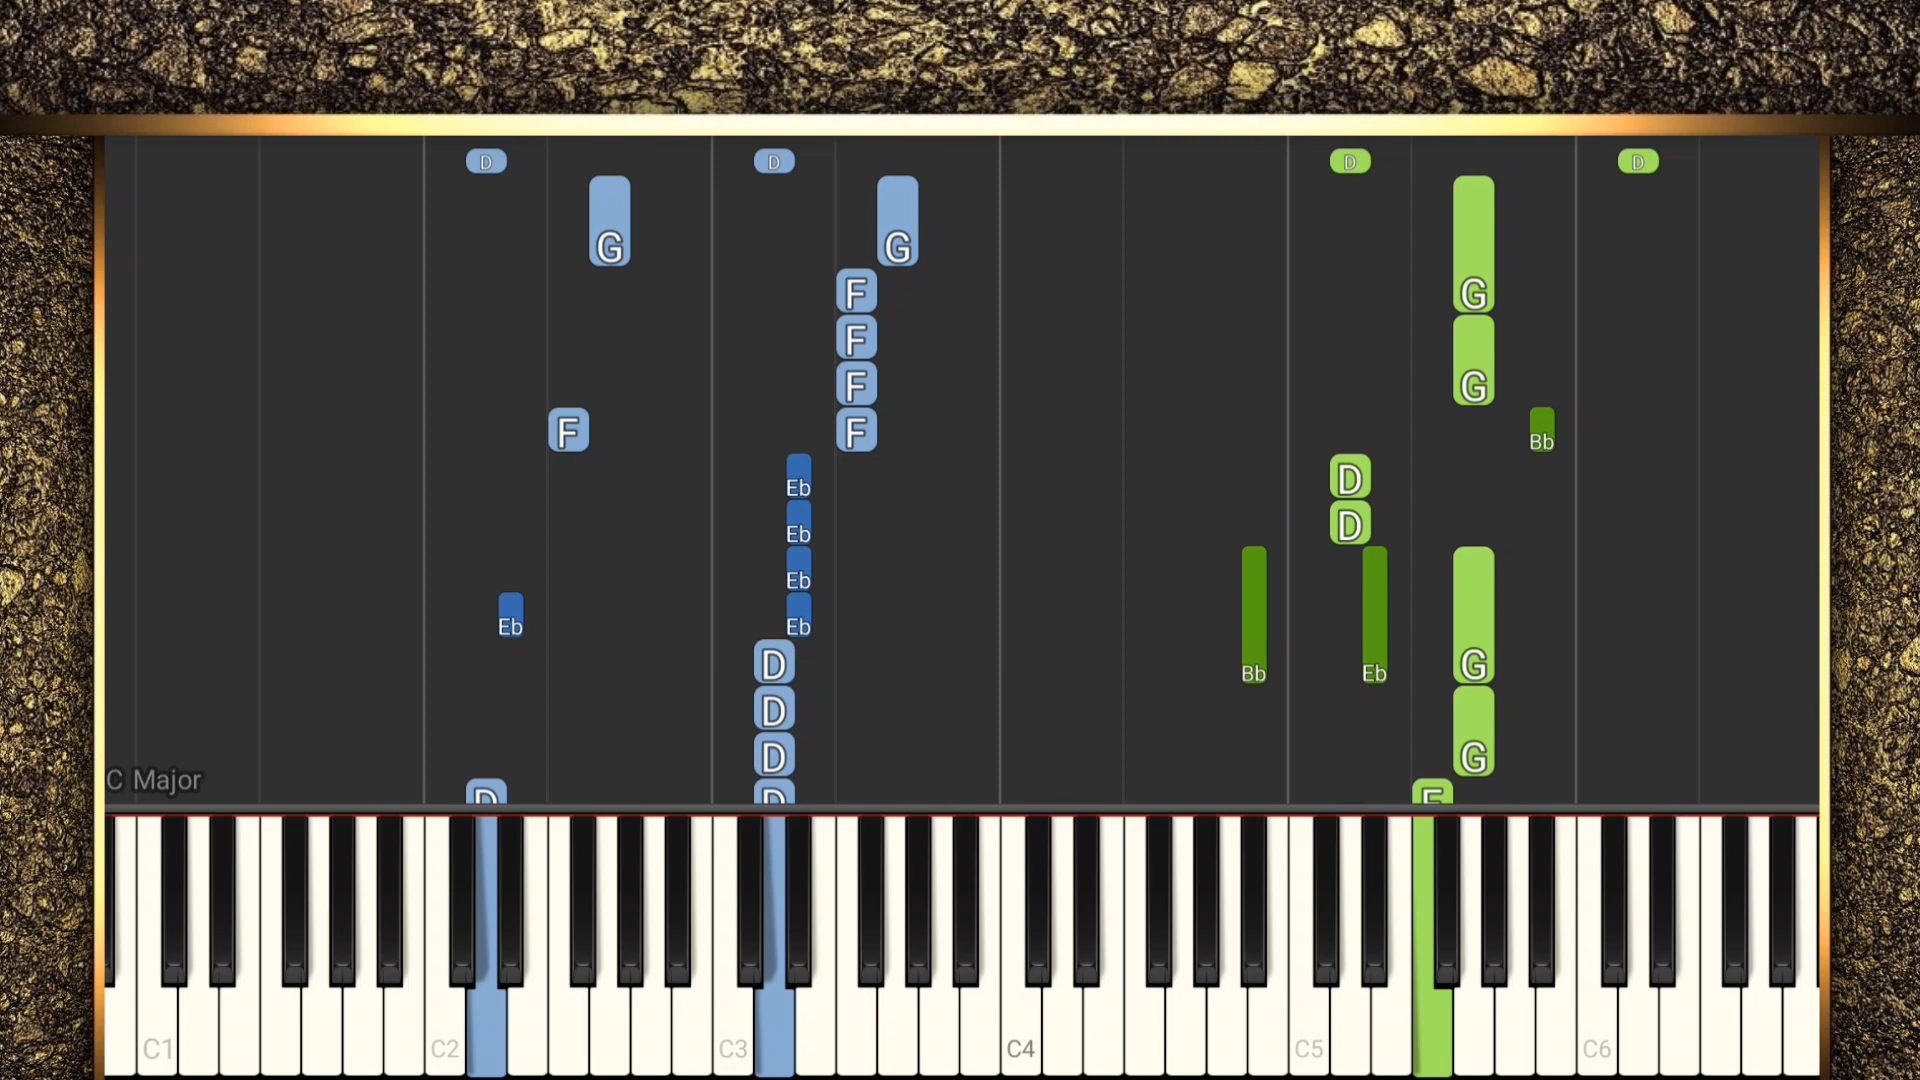 D D D D
G G
F G
F
F G
F F Bb
Eb D
Eb D
Eb
Eb Eb
D Bb Eb G
D
D G
C Major
D D F
C1 C2 C3 C4 C5 C6